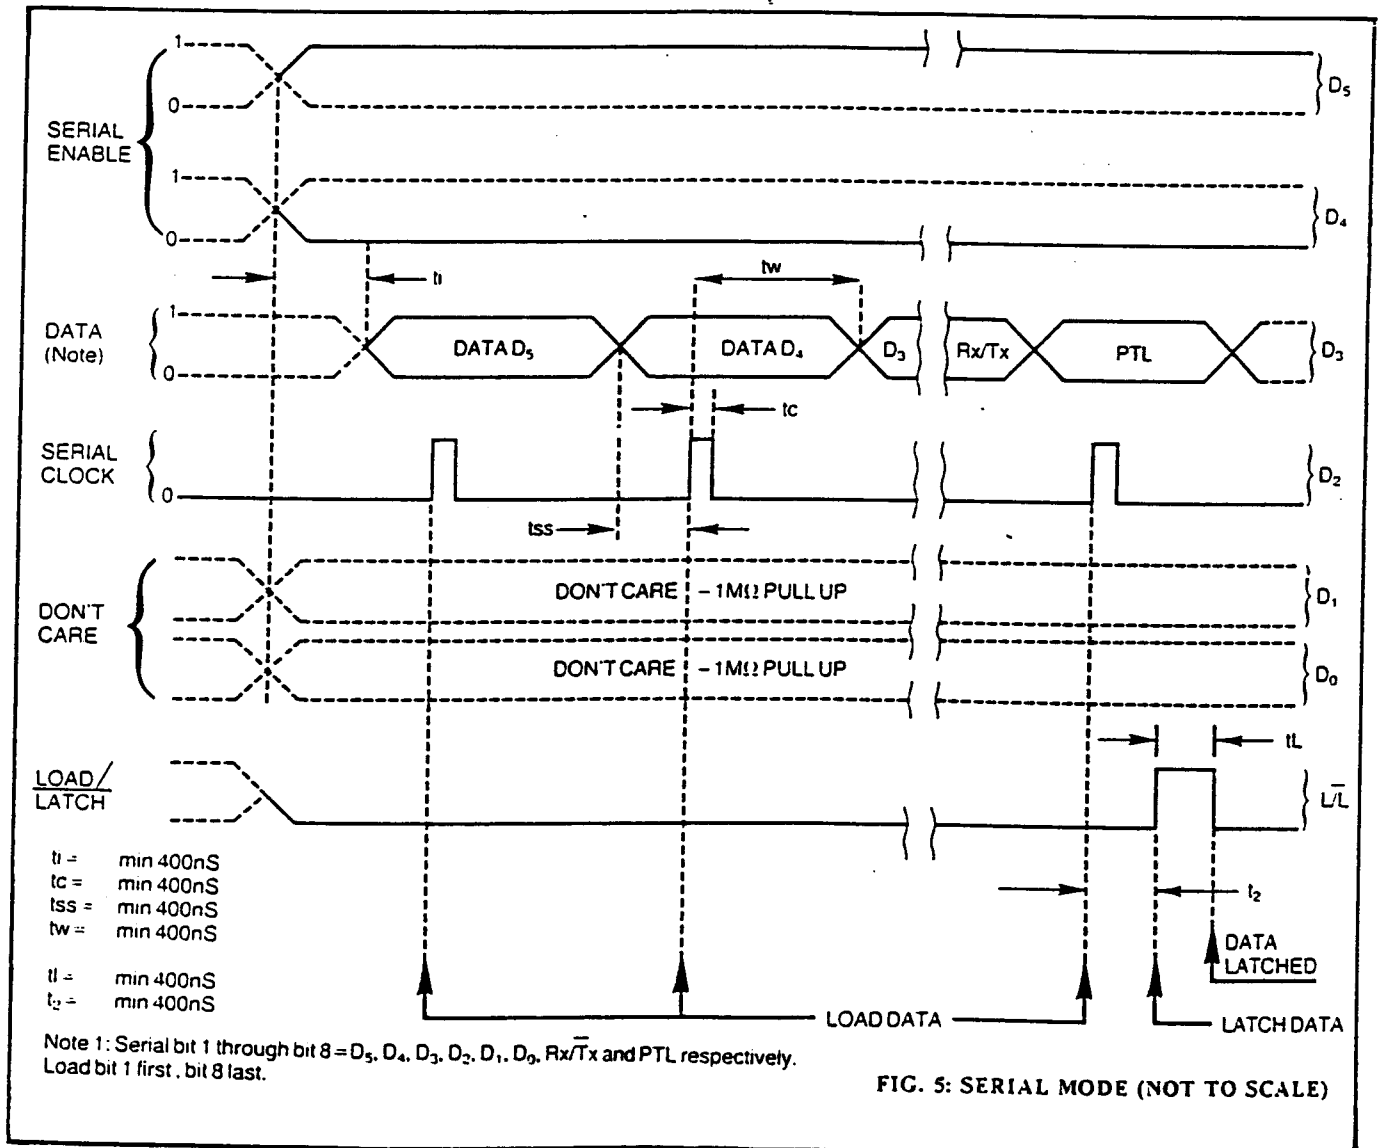 1
0
D5
SERIAL
ENABLE
1
0
D4
t1
tw
DATA
(Note)
1
0
DATA D5
DATA D4
D3
Rx/Tx
PTL
D3
tc
SERIAL
CLOCK
0
D2
tss
DON'T
CARE
DON'T CARE - 1MΩ PULL UP
D1
DON'T CARE - 1MΩ PULL UP
D0
tL
LOAD/
LATCH
L/L̅
t1 = min 400nS
tc = min 400nS
tss = min 400nS
tw = min 400nS
tl = min 400nS
t2 = min 400nS
t2
DATA
LATCHED
LOAD DATA
LATCH DATA
Note 1: Serial bit 1 through bit 8 = D5, D4, D3, D2, D1, D0, Rx/T̅x and PTL respectively.
Load bit 1 first, bit 8 last.
FIG. 5: SERIAL MODE (NOT TO SCALE)